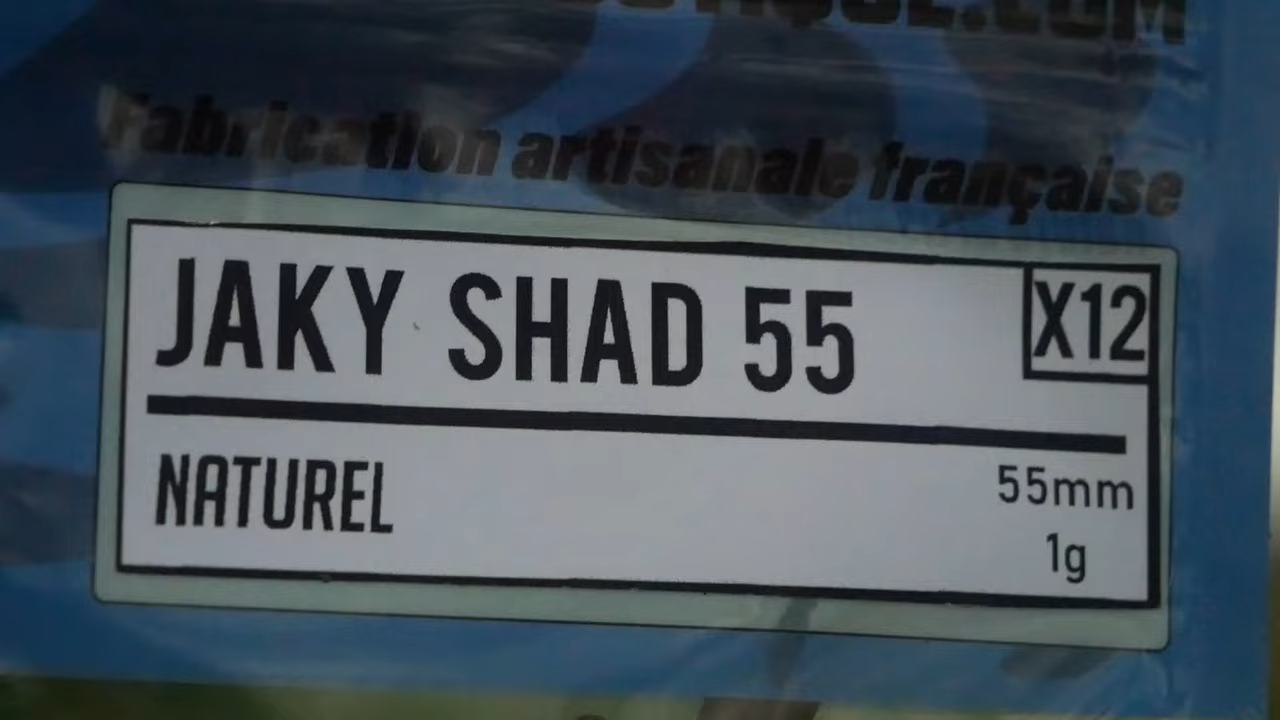 Fabrication artisanale française
JAKY SHAD 55
X12
NATUREL
55mm
1g